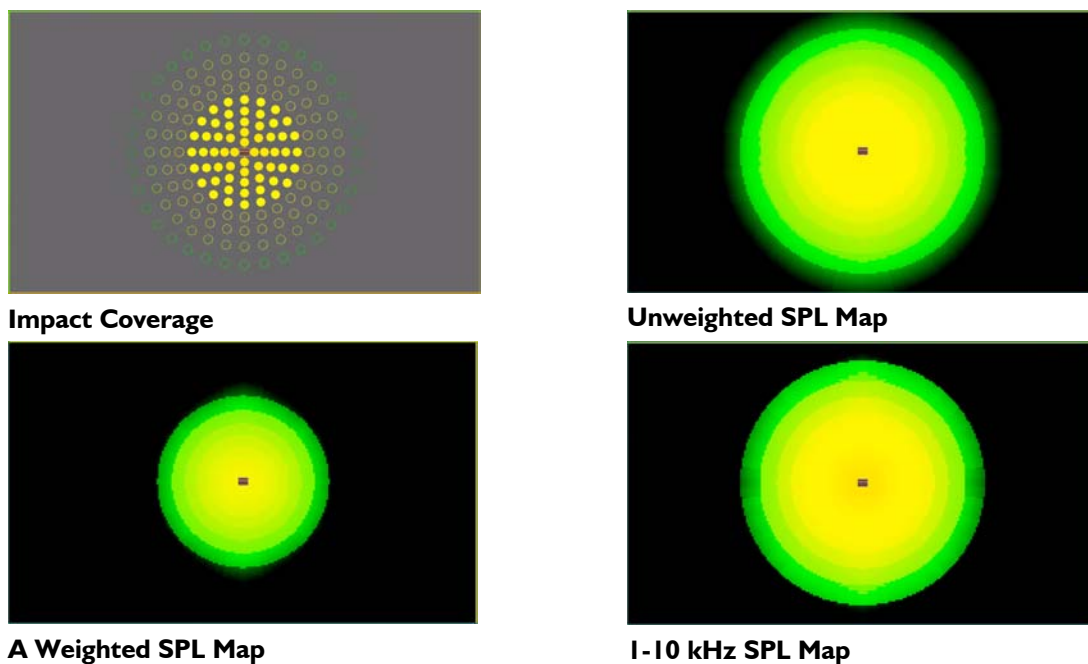 Impact Coverage
Unweighted SPL Map
A Weighted SPL Map
1-10 kHz SPL Map